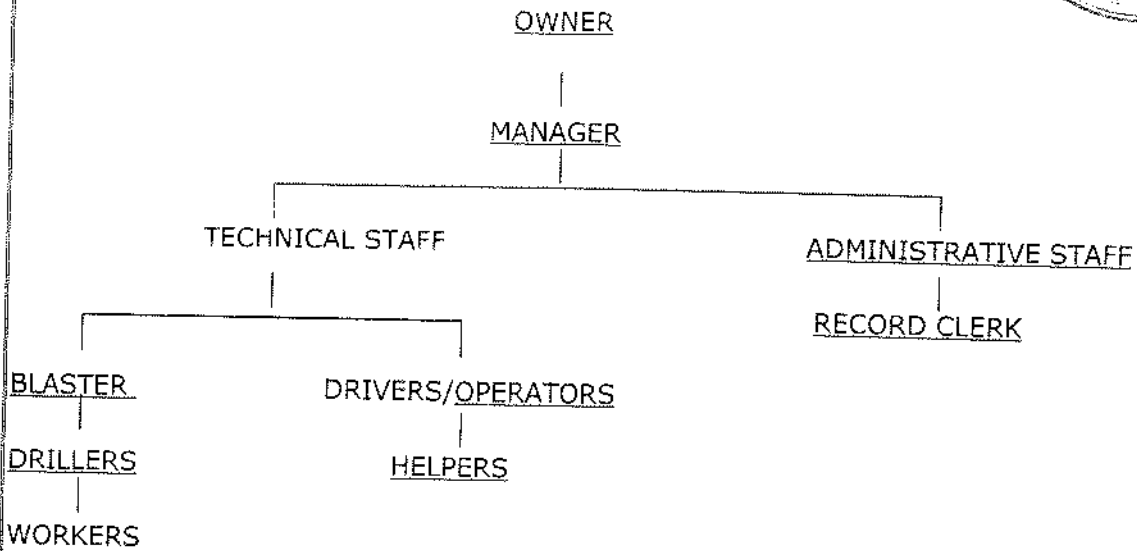 OWNER
MANAGER
TECHNICAL STAFF
ADMINISTRATIVE STAFF
RECORD CLERK
BLASTER
DRIVERS/OPERATORS
DRILLERS
HELPERS
WORKERS